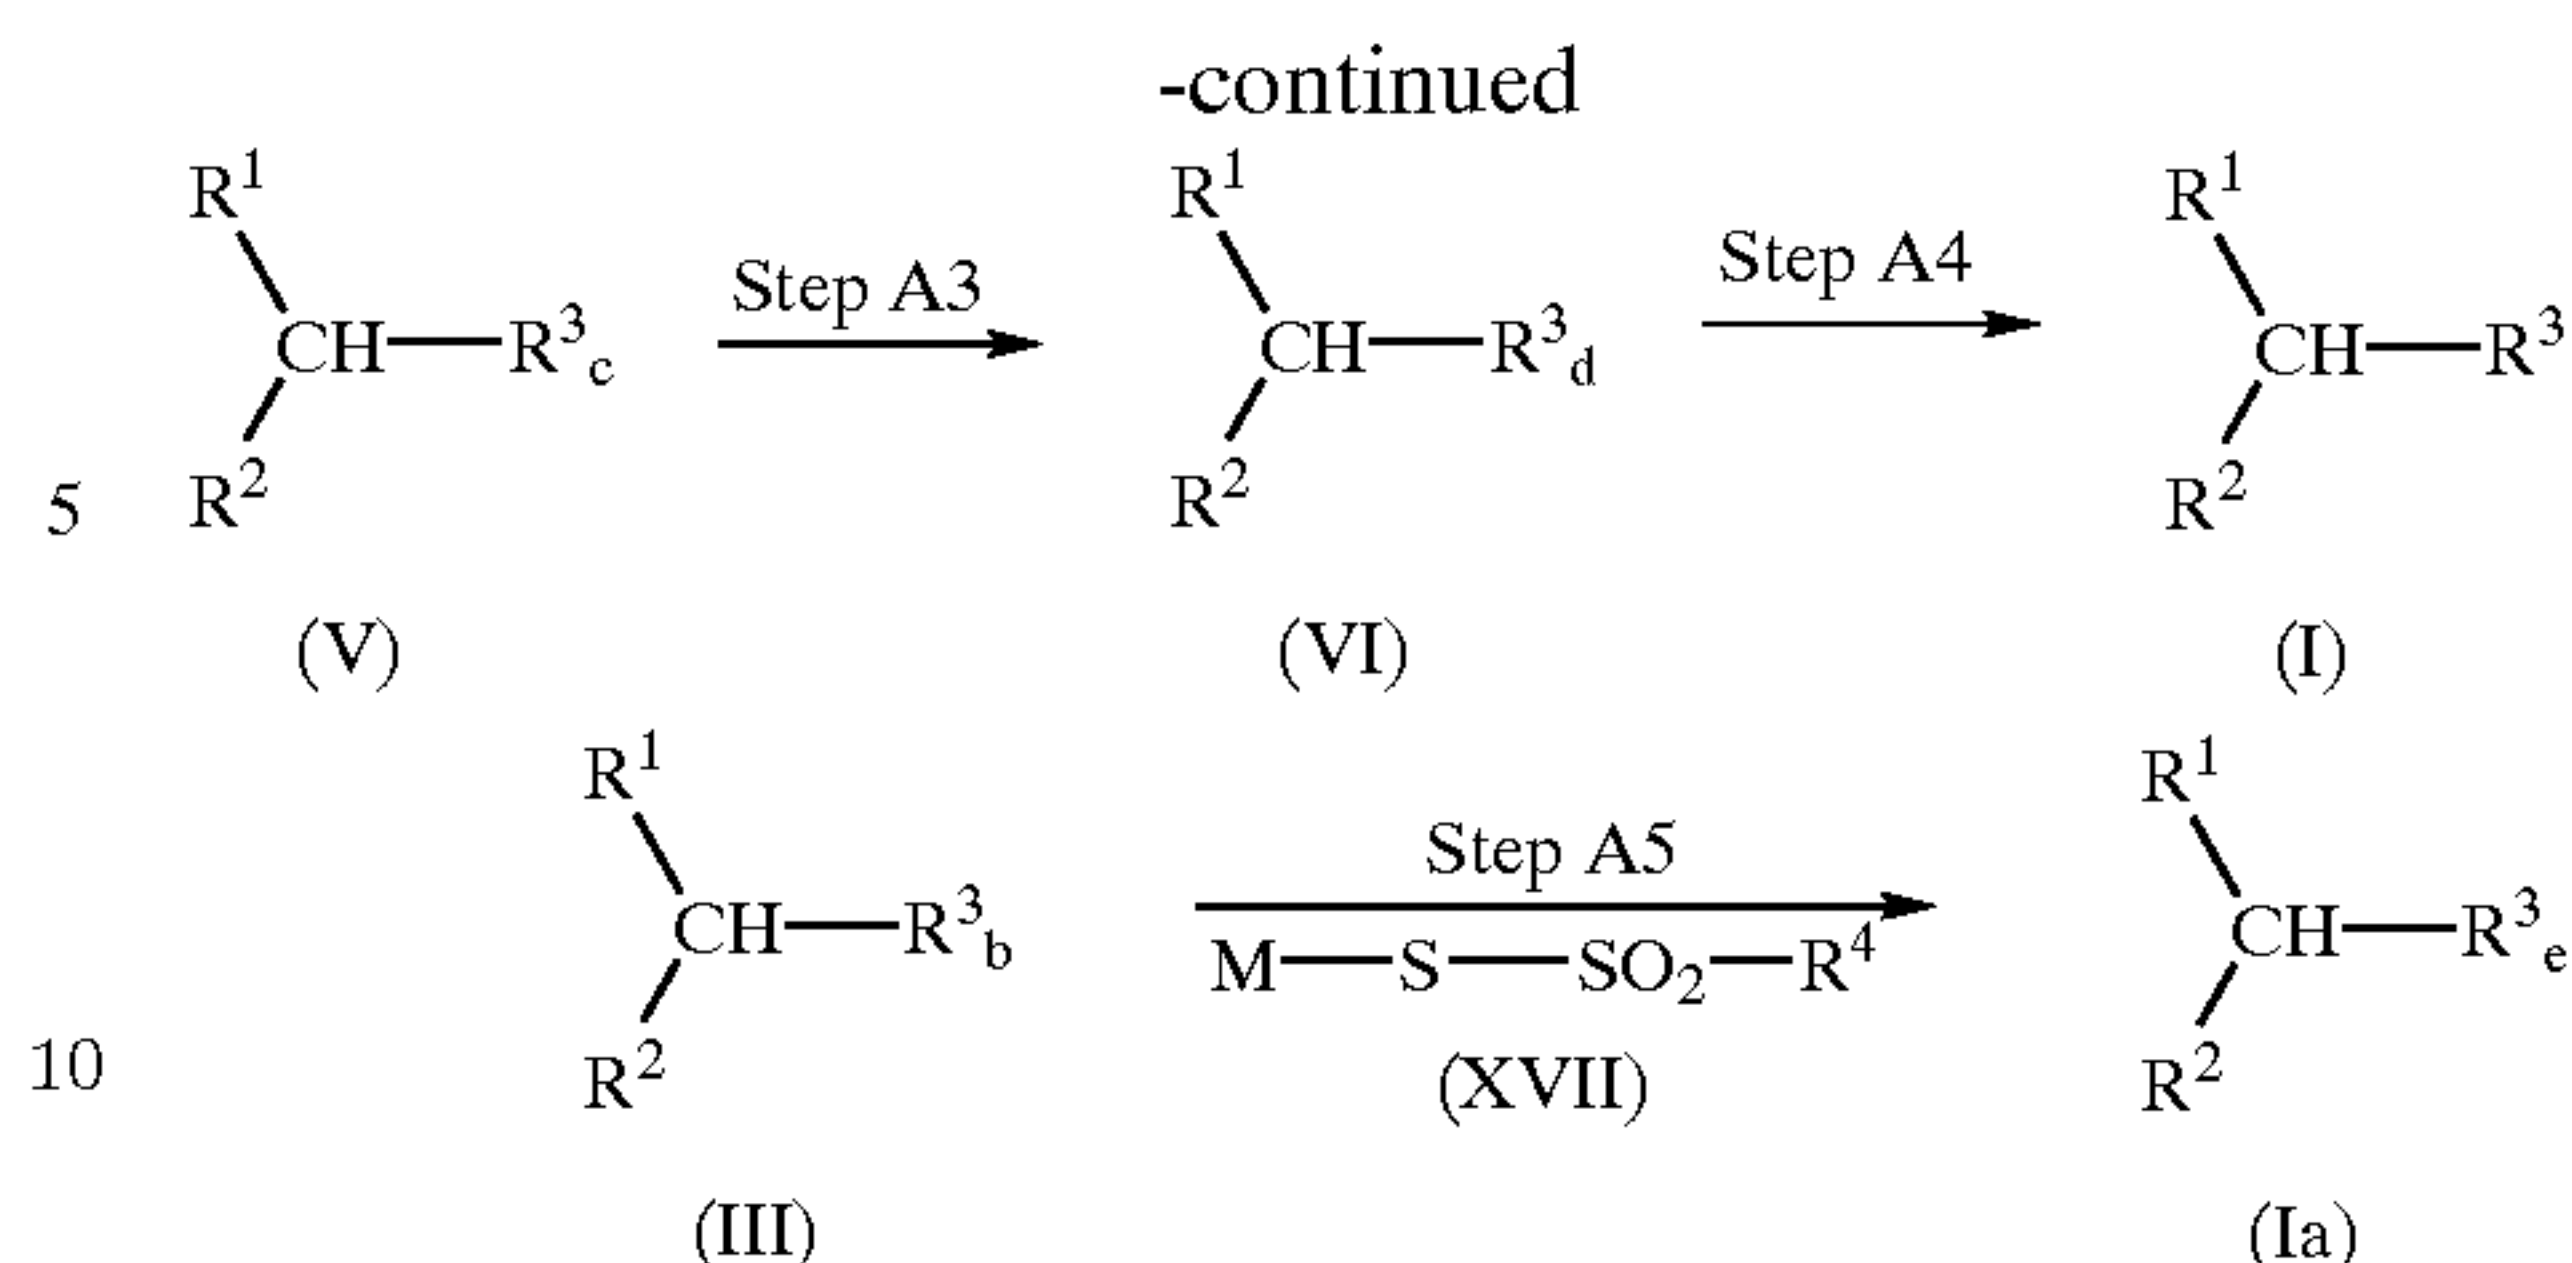 -continued
R¹ R¹ R¹
Step A3 Step A4
CH—R³c CH—R³d CH—R³
5 R² R² R²
(V) (VI) (I)
R¹ R¹
Step A5
CH—R³b CH—R³e
M—S—SO₂—R⁴
10 R² (XVII) R²
(III) (Ia)